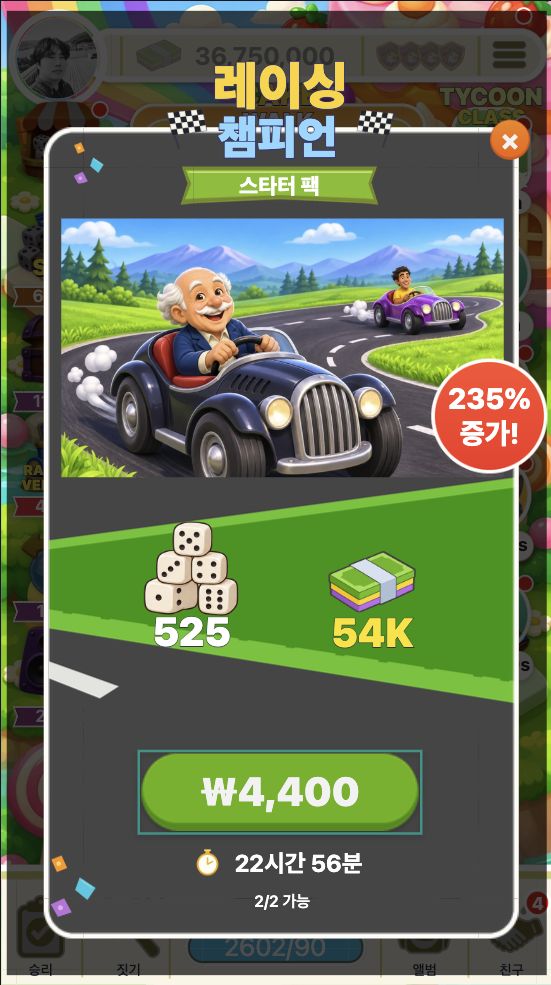 36,750,000
레이싱
챔피언
TYCOON
CLASS
스타터 팩
235%
증가!
525
54K
₩4,400
22시간 56분
2/2 가능
4
2602/90
승리
짓기
앨범
친구